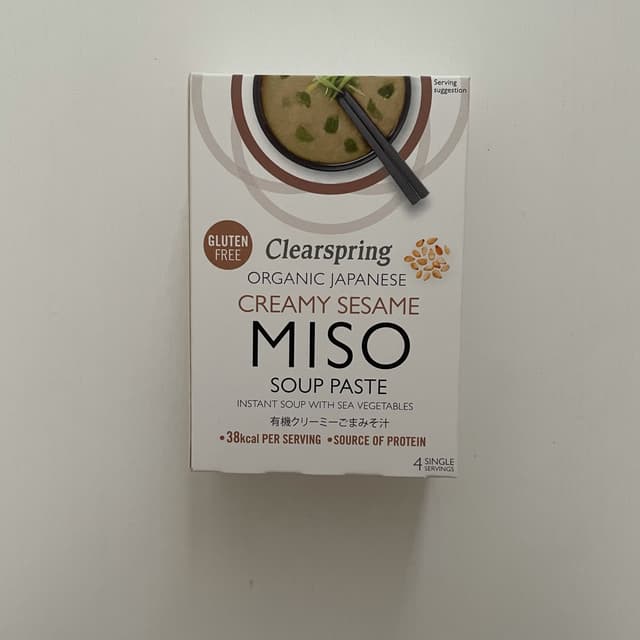 Serving
suggestion
GLUTEN
FREE
Clearspring
ORGANIC JAPANESE
CREAMY SESAME
MISO
SOUP PASTE
INSTANT SOUP WITH SEA VEGETABLES
有機クリーミーごまみそ汁
•38kcal PER SERVING •SOURCE OF PROTEIN
4 SINGLE
SERVINGS